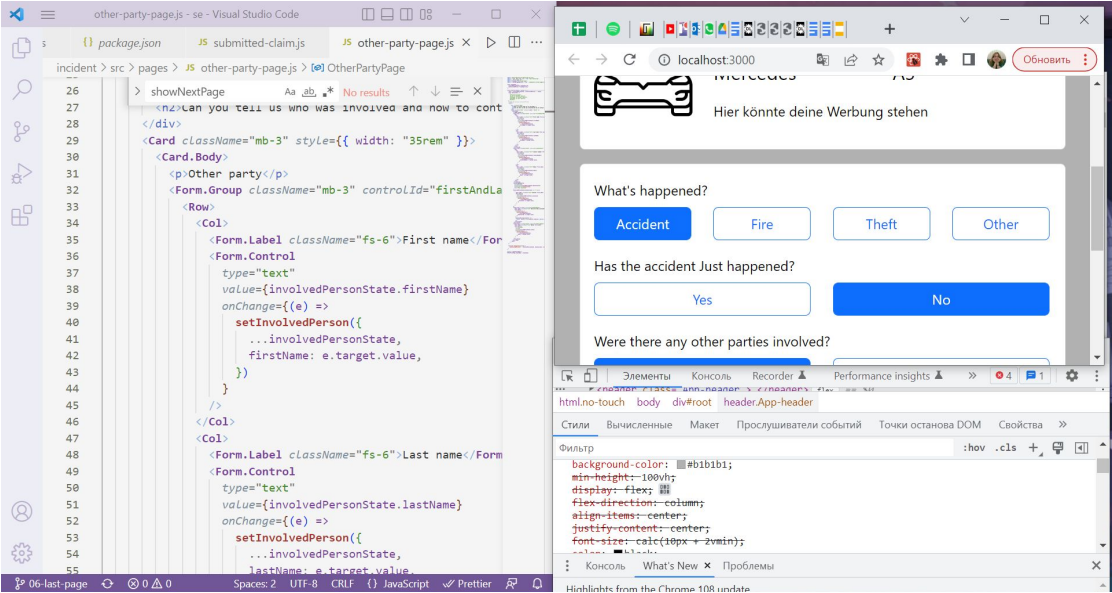 other-party-page.js - se - Visual Studio Code
s {} package.json JS submitted-claim.js JS other-party-page.js ×
incident > src > pages > JS other-party-page.js > OtherPartyPage
showNextPage Aa ab, .* No results
26
27 <h2>Can you tell us who was involved and how to cont
28 </div>
29 <Card className="mb-3" style={{ width: "35rem" }}>
30 <Card.Body>
31 <p>Other party</p>
32 <Form.Group className="mb-3" controlId="firstAndLa
33 <Row>
34 <Col>
35 <Form.Label className="fs-6">First name</For
36 <Form.Control
37 type="text"
38 value={involvedPersonState.firstName}
39 onChange={(e) =>
40 setInvolvedPerson({
41 ...involvedPersonState,
42 firstName: e.target.value,
43 })
44 }
45 />
46 </Col>
47 <Col>
48 <Form.Label className="fs-6">Last name</Form
49 <Form.Control
50 type="text"
51 value={involvedPersonState.lastName}
52 onChange={(e) =>
53 setInvolvedPerson({
54 ...involvedPersonState,
55 lastName: e.target.value,
06-last-page 0 0 Spaces: 2 UTF-8 CRLF {} JavaScript Prettier
localhost:3000 Обновить
Mercedes A3
Hier könnte deine Werbung stehen
What's happened?
Accident Fire Theft Other
Has the accident Just happened?
Yes No
Were there any other parties involved?
Элементы Консоль Recorder Performance insights » 4 1
<header class="App-header"> </header> flex == $0
html.no-touch body div#root header.App-header
Стили Вычисленные Макет Прослушиватели событий Точки останова DOM Свойства »
Фильтр :hov .cls +
background-color: #b1b1b1;
min-height: 100vh;
display: flex;
flex-direction: column;
align-items: center;
justify-content: center;
font-size: calc(10px + 2vmin);
color: black;
Консоль What's New × Проблемы
Highlights from the Chrome 108 update